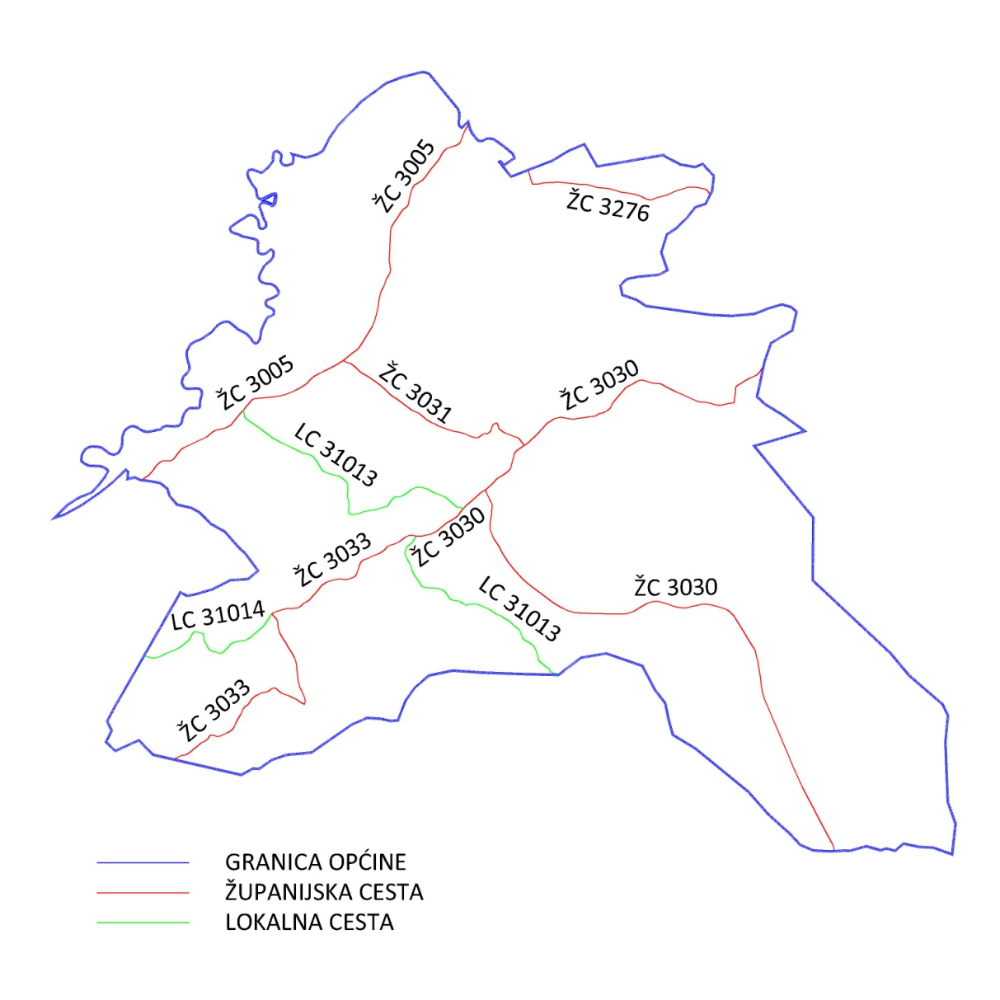 ŽC 3005
ŽC 3276
ŽC 3005
ŽC 3031
ŽC 3030
LC 31013
ŽC 3030
ŽC 3033
LC 31013
ŽC 3030
LC 31014
ŽC 3033
GRANICA OPĆINE
ŽUPANIJSKA CESTA
LOKALNA CESTA